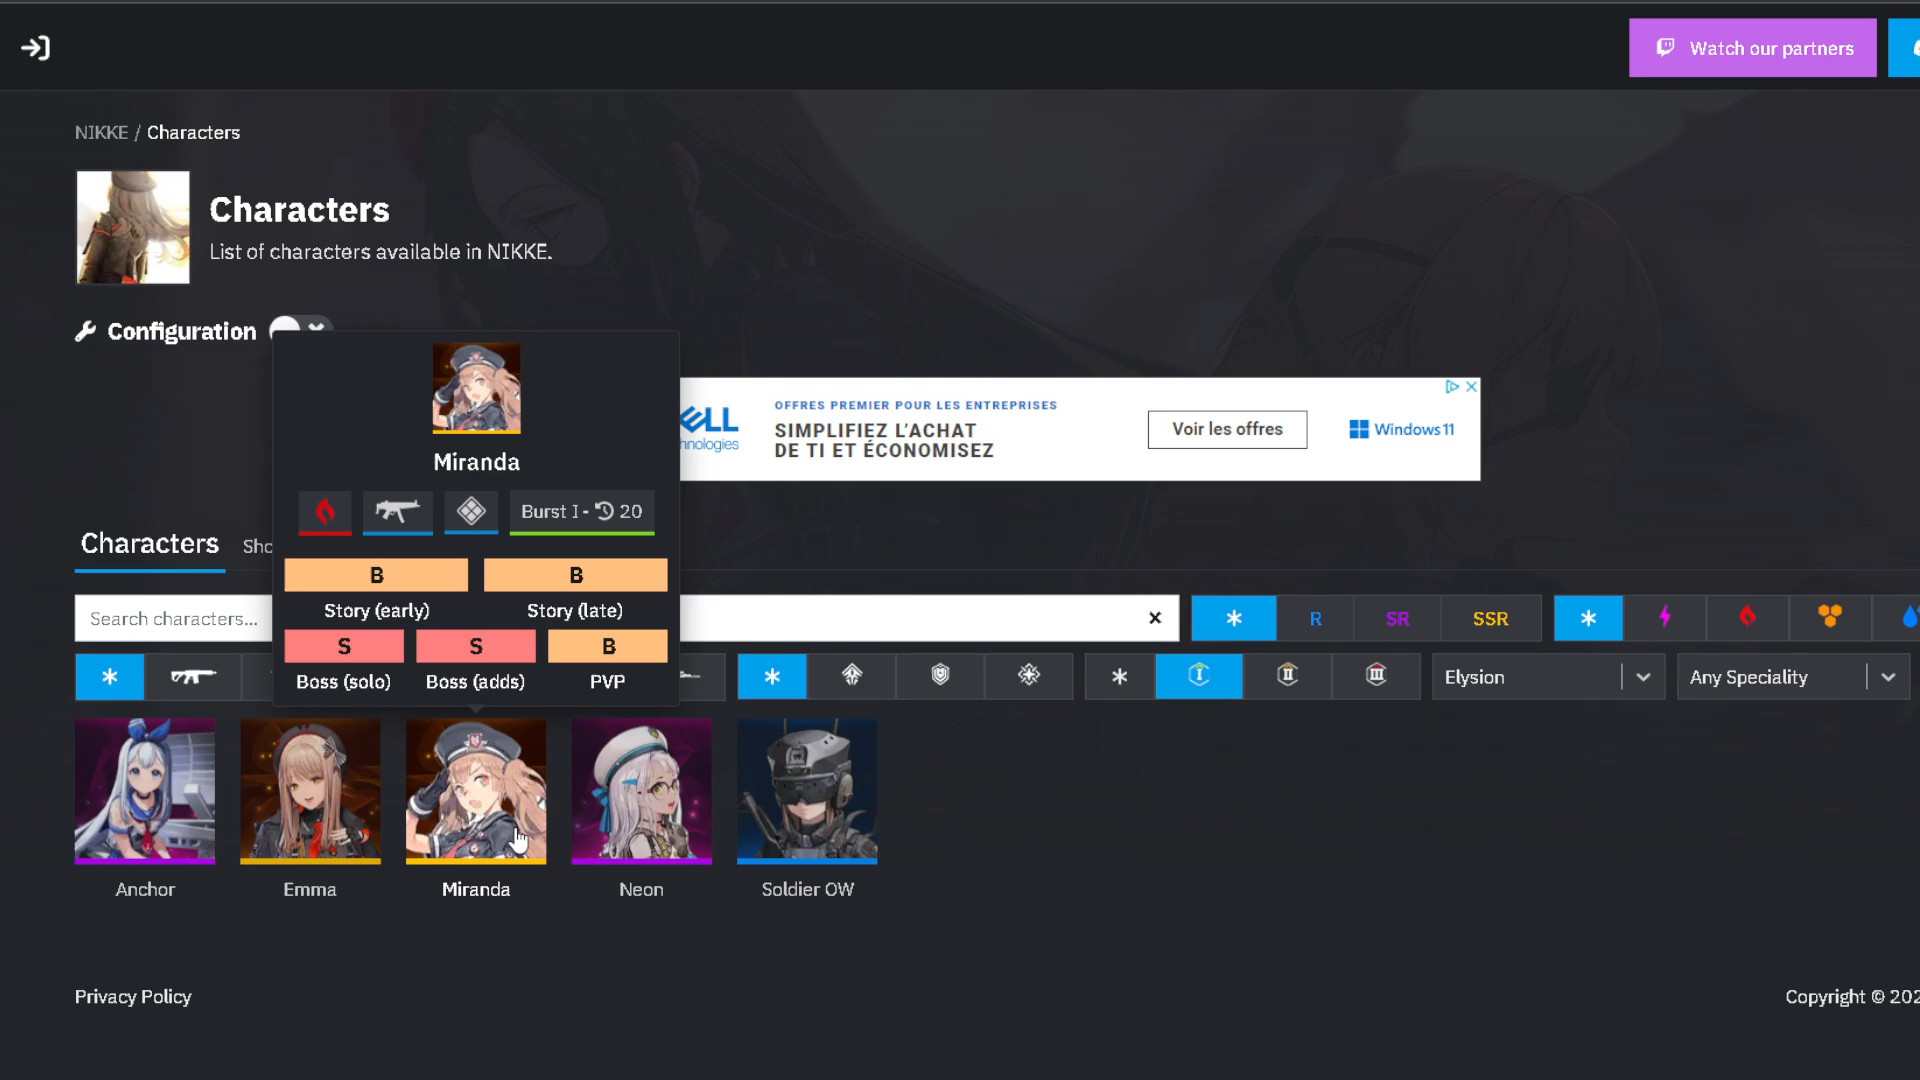 Watch our partners
NIKKE / Characters
Characters
List of characters available in NIKKE.
Configuration
Miranda
Burst I - 20
B
B
Story (early)
Story (late)
S
S
B
Boss (solo)
Boss (adds)
PVP
OFFRES PREMIER POUR LES ENTREPRISES
SIMPLIFIEZ L'ACHAT
DE TI ET ÉCONOMISEZ
Voir les offres
Windows 11
Characters
Search characters...
R
SR
SSR
I
II
III
Elysion
Any Speciality
Anchor
Emma
Miranda
Neon
Soldier OW
Privacy Policy
Copyright ©